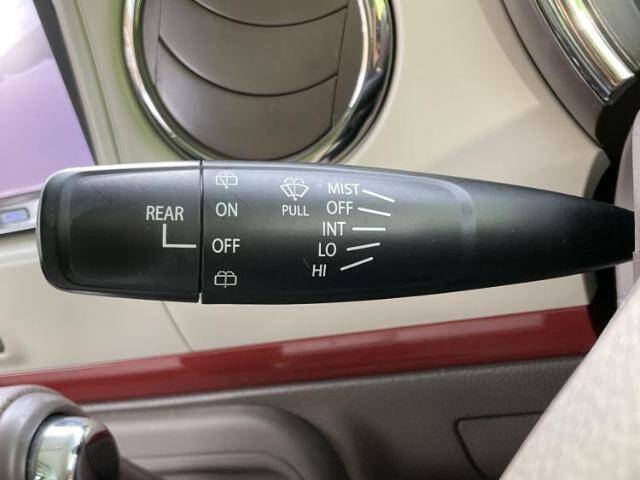 REAR
ON
OFF
PULL
MIST
OFF
INT
LO
HI